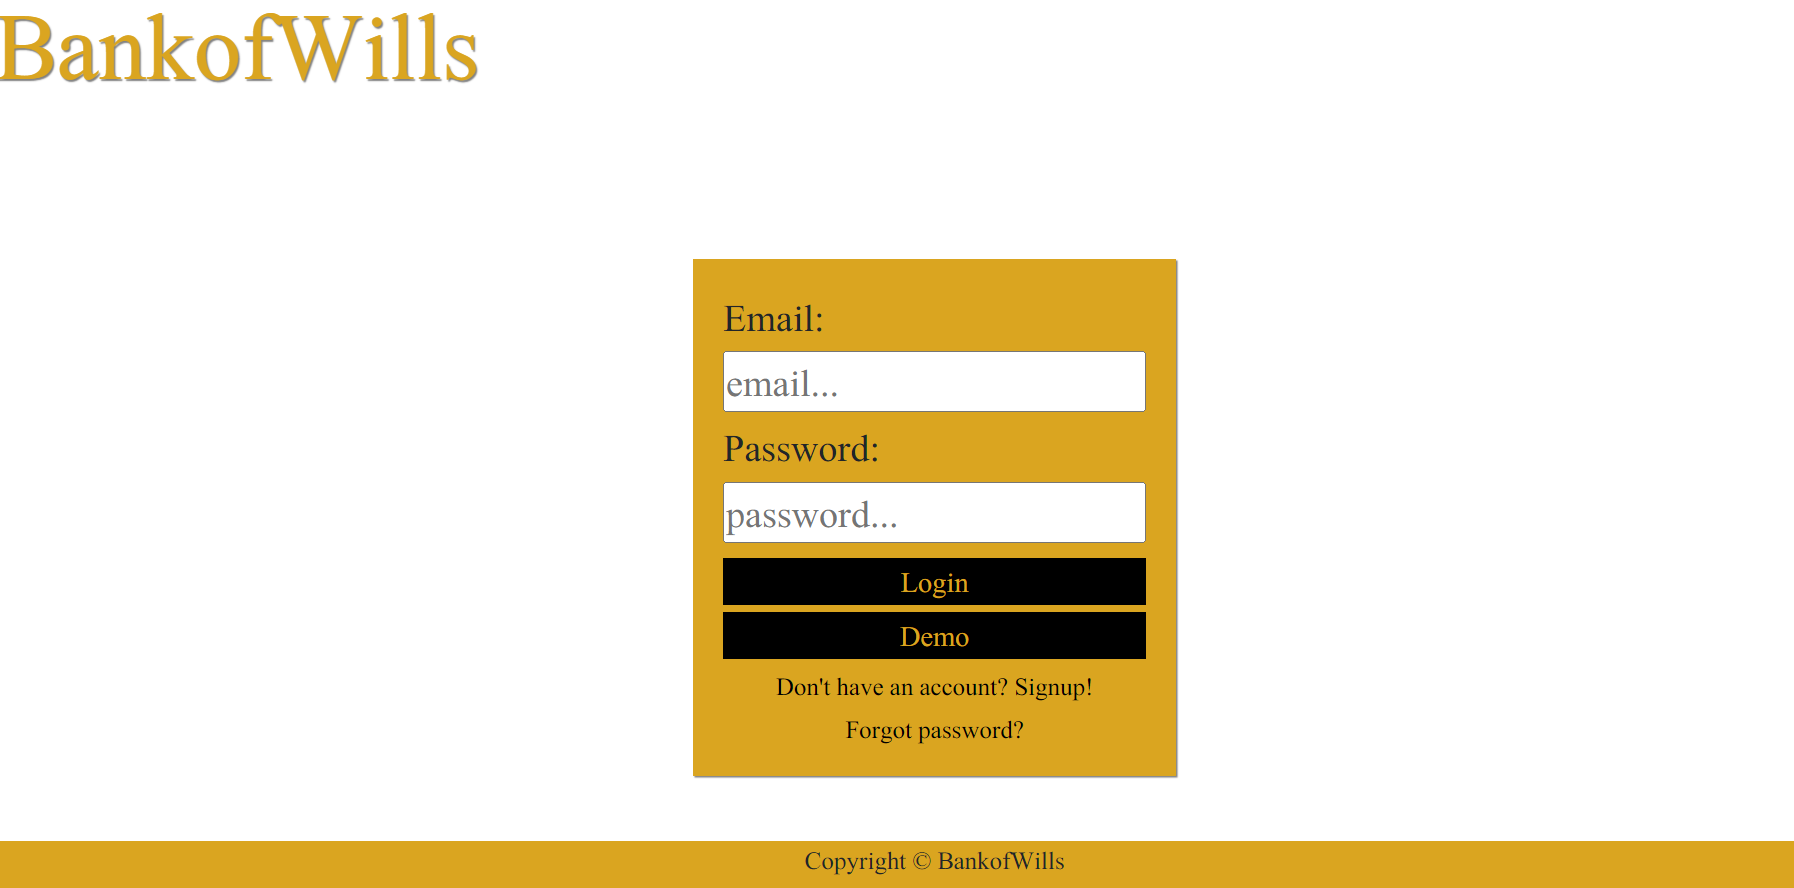 BankofWills
Email:
email...
Password:
password...
Login
Demo
Don't have an account? Signup!
Forgot password?
Copyright © BankofWills